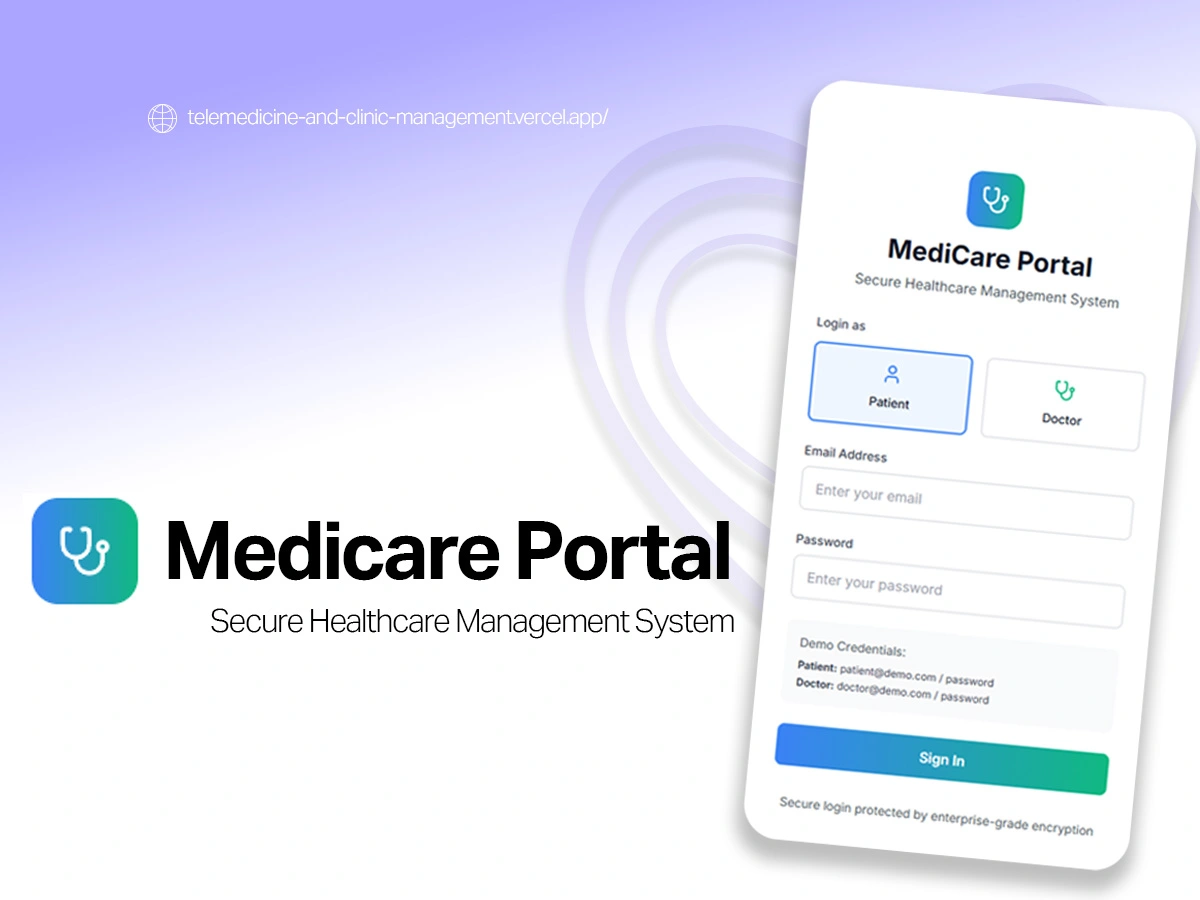 telemedicine-and-clinic-management.vercel.app/
Medicare Portal
Secure Healthcare Management System
MediCare Portal
Secure Healthcare Management System
Login as
Patient
Doctor
Email Address
Enter your email
Password
Enter your password
Demo Credentials:
Patient: patient@demo.com / password
Doctor: doctor@demo.com / password
Sign In
Secure login protected by enterprise-grade encryption